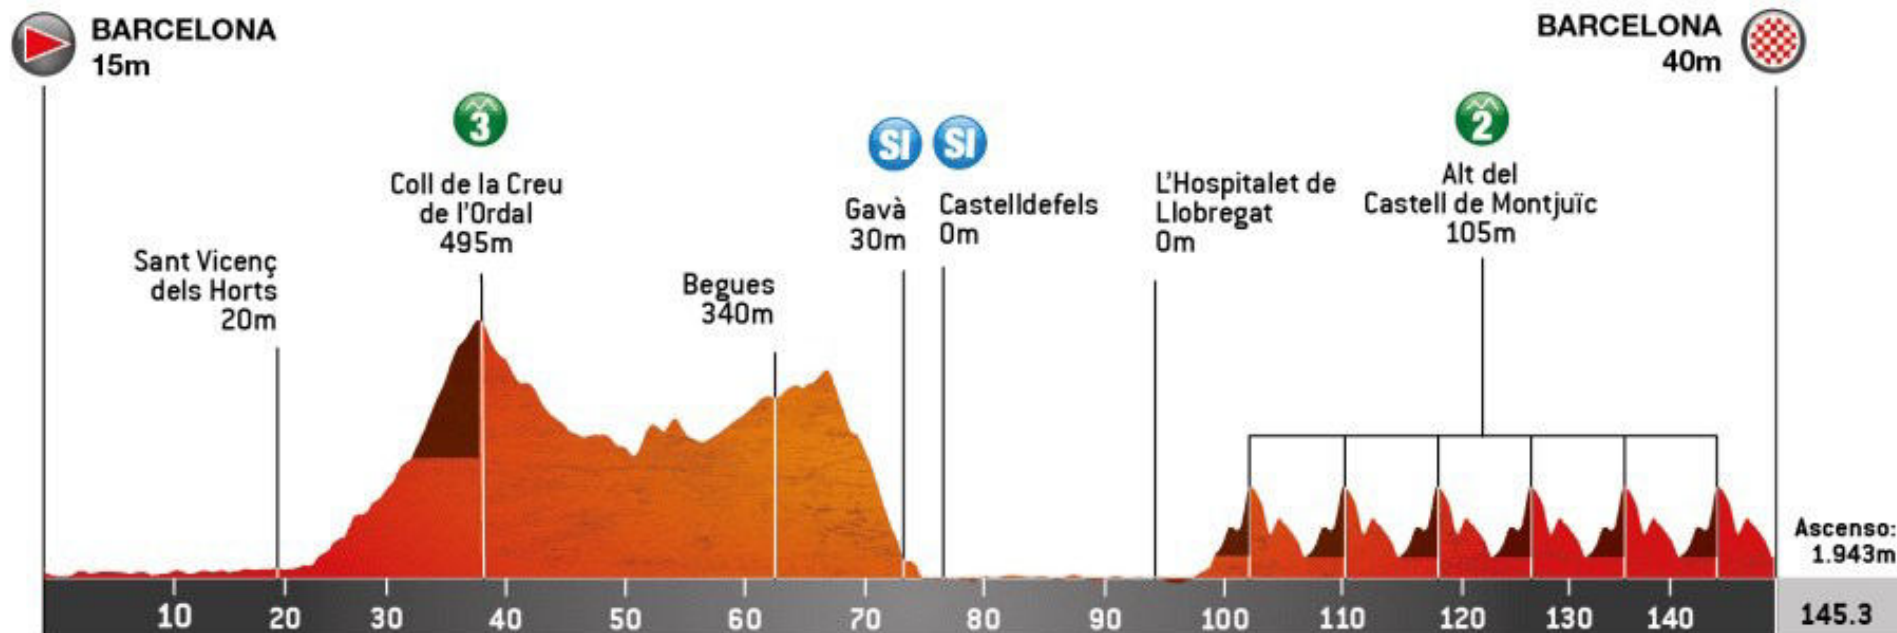 BARCELONA
15m
BARCELONA
40m
3
Coll de la Creu
de l'Ordal
495m
Sant Vicenç
dels Horts
20m
Begues
340m
SI
Gavà
30m
SI
Castelldefels
0m
L'Hospitalet de
Llobregat
0m
2
Alt del
Castell de Montjuïc
105m
Ascenso:
1.943m
10 20 30 40 50 60 70 80 90 100 110 120 130 140 145.3